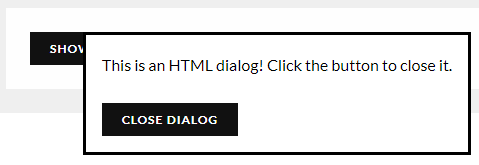 SHOW
This is an HTML dialog! Click the button to close it.
CLOSE DIALOG